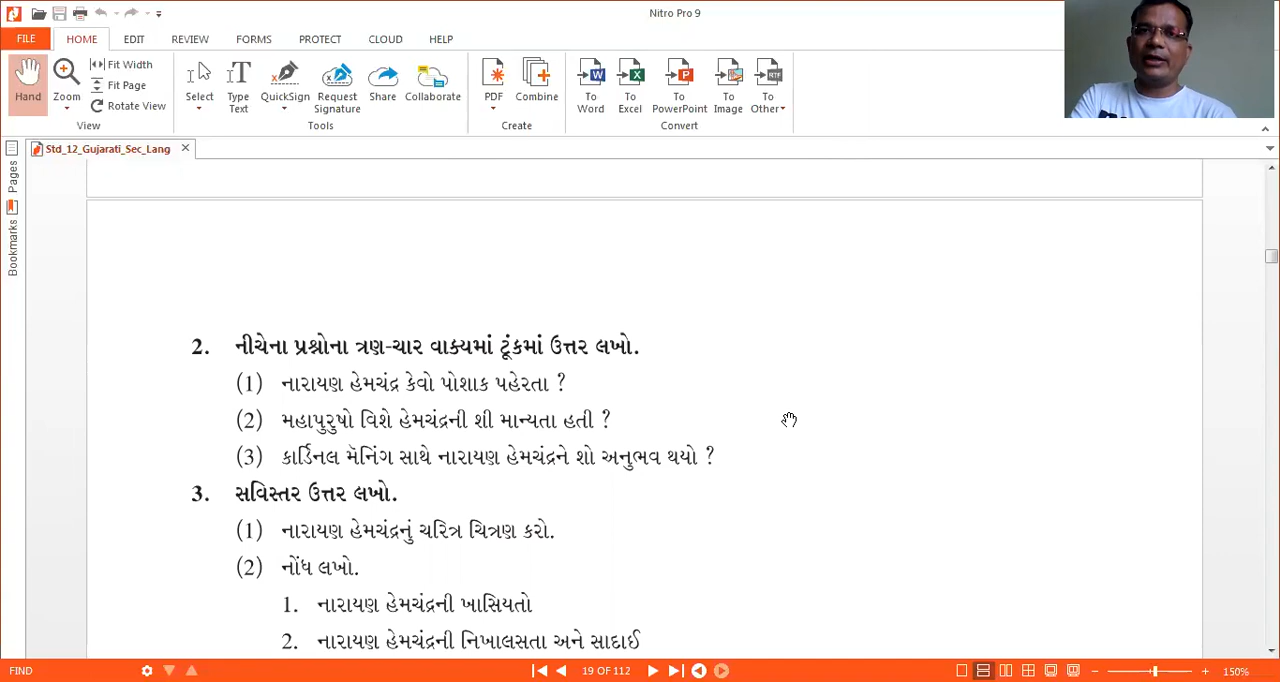 Nitro Pro 9
FILE HOME EDIT REVIEW FORMS PROTECT CLOUD HELP
Hand
Zoom
Fit Width
Fit Page
Rotate View
View
Select
Type Text
QuickSign
Request Signature
Share
Collaborate
Tools
PDF
Combine
Create
To Word
To Excel
To PowerPoint
To Image
To Other
Convert
Std_12_Gujarati_Sec_Lang
Pages
Bookmarks
2. નીચેના પ્રશ્નોના ત્રણ-ચાર વાક્યમાં ટૂંકમાં ઉત્તર લખો.
(1) નારાયણ હેમચંદ્ર કેવો પોશાક પહેરતા ?
(2) મહાપુરુષો વિશે હેમચંદ્રની શી માન્યતા હતી ?
(3) કાર્ડિનલ મૅનિંગ સાથે નારાયણ હેમચંદ્રને શો અનુભવ થયો ?
3. સવિસ્તર ઉત્તર લખો.
(1) નારાયણ હેમચંદ્રનું ચરિત્ર ચિત્રણ કરો.
(2) નોંધ લખો.
1. નારાયણ હેમચંદ્રની ખાસિયતો
2. નારાયણ હેમચંદ્રની નિખાલસતા અને સાદાઈ
FIND
19 OF 112
150%